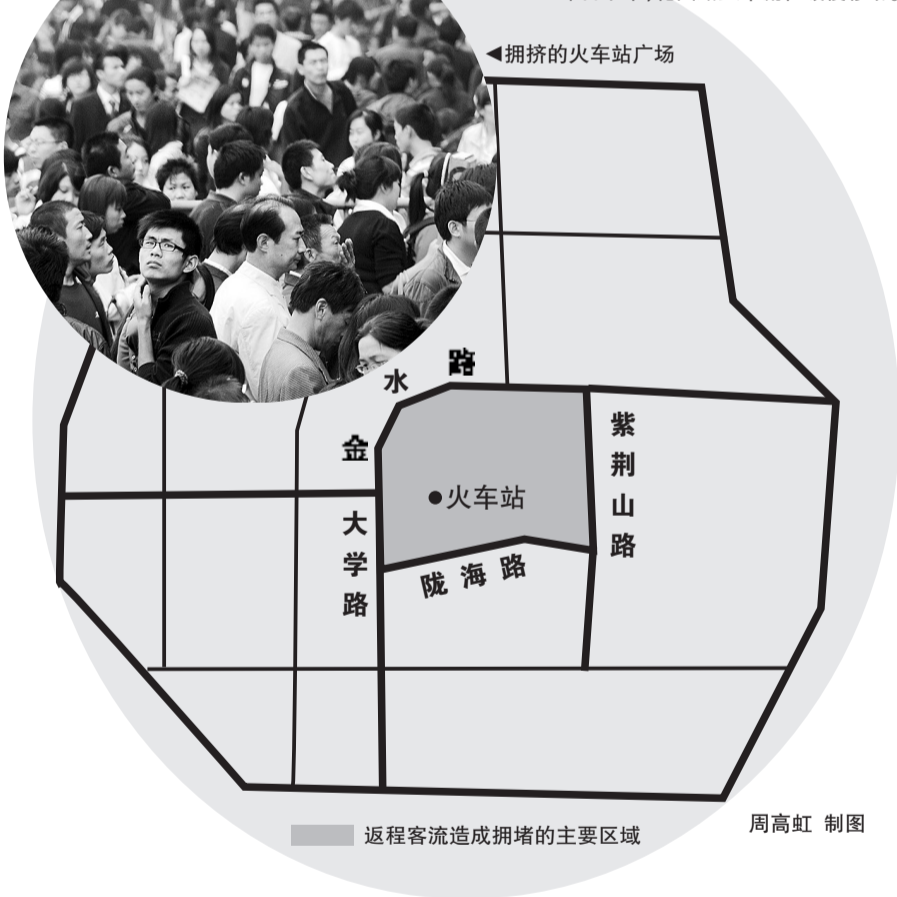 ◀拥挤的火车站广场
金水路
紫荆山路
●火车站
大学路
陇海路
返程客流造成拥堵的主要区域
周高虹 制图